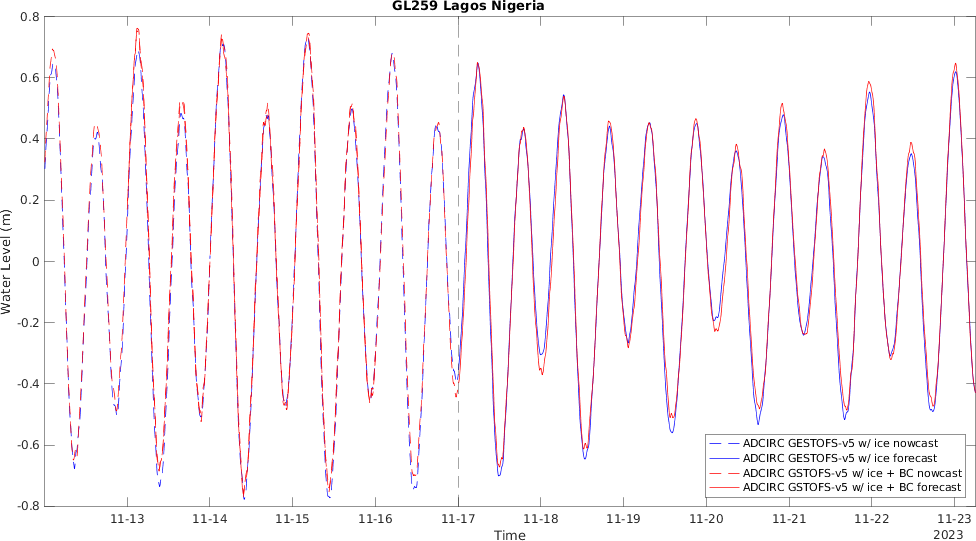 GL259 Lagos Nigeria
0.8
0.6
0.4
0.2
0
-0.2
-0.4
-0.6
-0.8
Water Level (m)
ADCIRC GESTOFS-v5 w/ ice nowcast
ADCIRC GESTOFS-v5 w/ ice forecast
ADCIRC GSTOFS-v5 w/ ice + BC nowcast
ADCIRC GSTOFS-v5 w/ ice + BC forecast
11-13 11-14 11-15 11-16 11-17 11-18 11-19 11-20 11-21 11-22 11-23
2023
Time